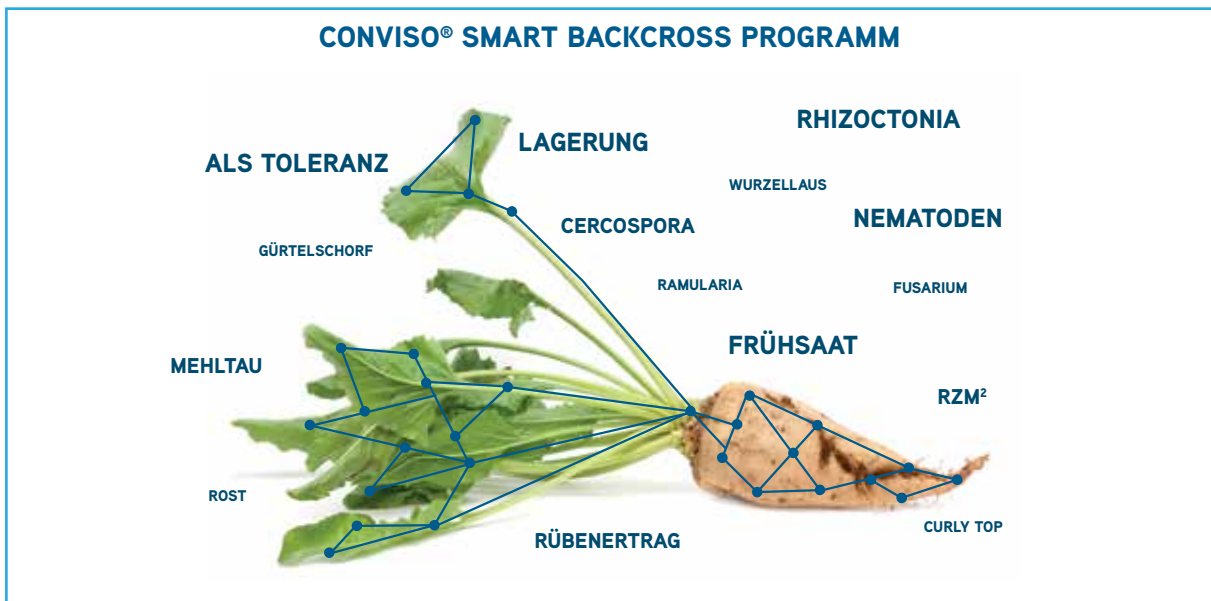 CONVISO® SMART BACKCROSS PROGRAMM
RHIZOCTONIA
LAGERUNG
ALS TOLERANZ
WURZELLAUS
NEMATODEN
CERCOSPORA
GÜRTELSCHORF
RAMULARIA
FUSARIUM
FRÜHSAAT
MEHLTAU
RZM²
ROST
CURLY TOP
RÜBENERTRAG